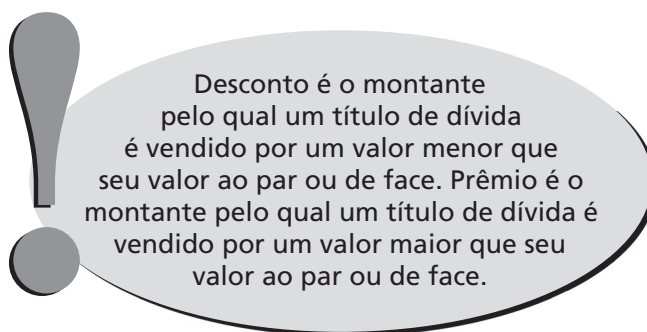 Desconto é o montante
pelo qual um título de dívida
é vendido por um valor menor que
seu valor ao par ou de face. Prêmio é o
montante pelo qual um título de dívida é
vendido por um valor maior que seu
valor ao par ou de face.